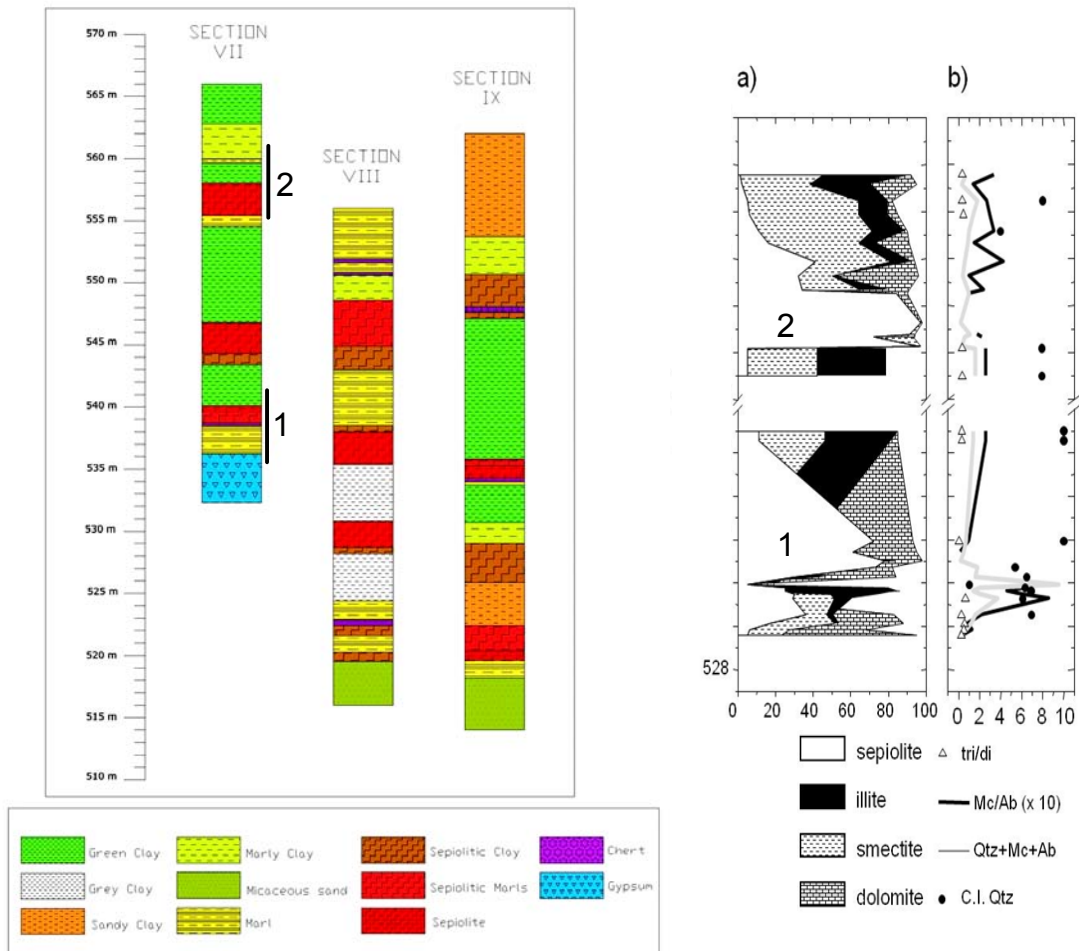 570 m
565 m
560 m
555 m
550 m
545 m
540 m
535 m
530 m
525 m
520 m
515 m
510 m
SECTION
VII
SECTION
VIII
SECTION
IX
2
1
Green Clay
Grey Clay
Sandy Clay
Marly Clay
Micaceous sand
Marl
Sepiolitic Clay
Sepiolitic Marls
Sepiolite
Chert
Gypsum
a)
b)
2
1
528
0 20 40 60 80 100
0 2 4 6 8 10
sepiolite
illite
smectite
dolomite
tri/di
Mc/Ab (x 10)
Qtz+Mc+Ab
C.I. Qtz